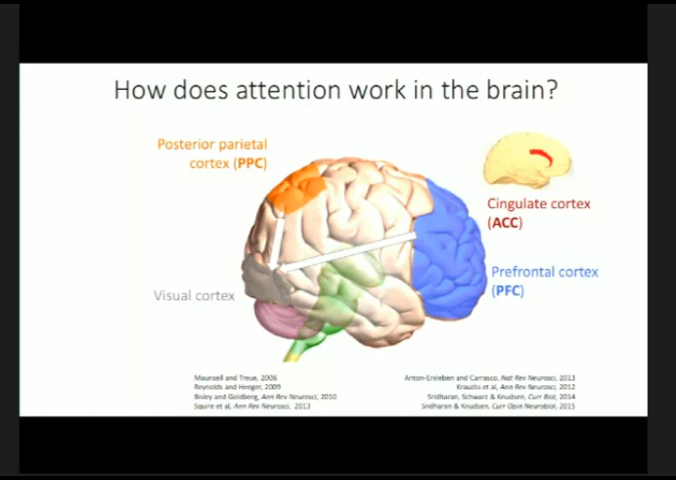 How does attention work in the brain?
Posterior parietal
cortex (PPC)
Cingulate cortex
(ACC)
Prefrontal cortex
(PFC)
Visual cortex
Maunsell and Treue, 2006
Reynolds and Heeger, 2009
Bisley and Goldberg, Ann Rev Neurosci, 2010
Squire et al, Ann Rev Neurosci, 2013
Anton-Erxleben and Carrasco, Nat Rev Neurosci, 2013
Krauzlis et al, Ann Rev Neurosci, 2012
Sridharan, Schwarz & Knudsen, Curr Biol, 2014
Sridharan & Knudsen, Curr Opin Neurobiol, 2015